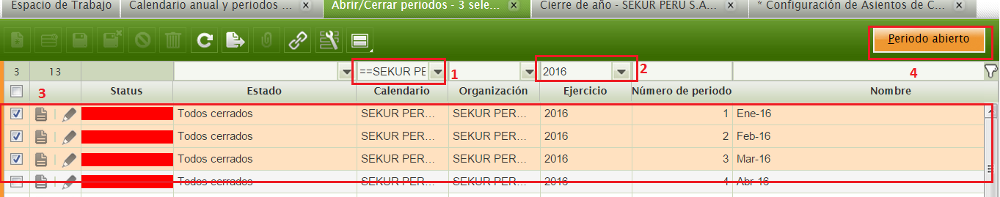 Espacio de Trabajo Calendario anual y periodos ... Abrir/Cerrar periodos - 3 sele... Cierre de año - SEKUR PERU S.A... * Configuración de Asientos de C...
Periodo abierto
3 13 ==SEKUR PE 1 2016 2 4
3 Status Estado Calendario Organización Ejercicio Número de periodo Nombre
Todos cerrados SEKUR PER... SEKUR PER... 2016 1 Ene-16
Todos cerrados SEKUR PER... SEKUR PER... 2016 2 Feb-16
Todos cerrados SEKUR PER... SEKUR PER... 2016 3 Mar-16
Todos cerrados SEKUR PER... SEKUR PER... 2016 4 Abr-16